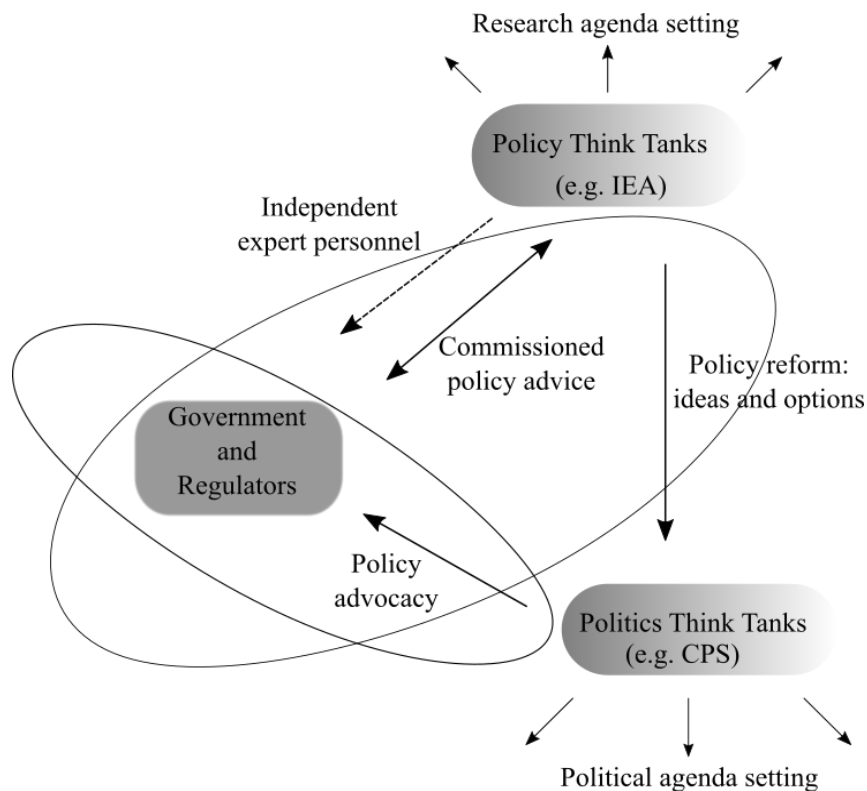 Research agenda setting
Policy Think Tanks
(e.g. IEA)
Independent
expert personnel
Commissioned
policy advice
Policy reform:
ideas and options
Government
and
Regulators
Policy
advocacy
Politics Think Tanks
(e.g. CPS)
Political agenda setting